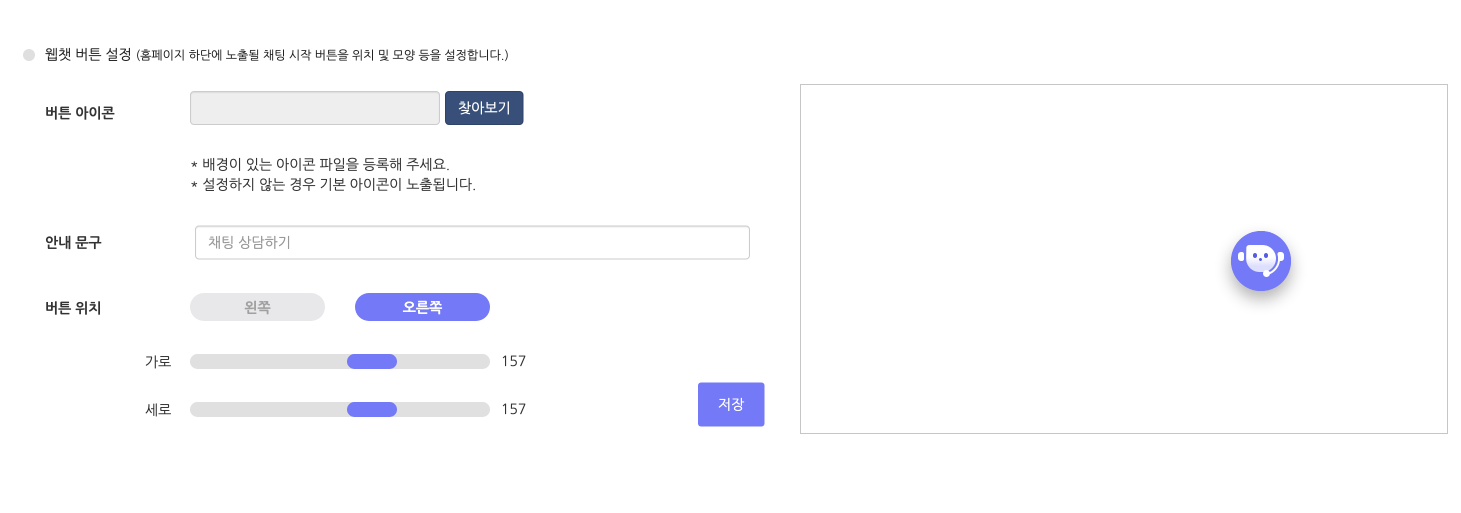 웹챗 버튼 설정 (홈페이지 하단에 노출될 채팅 시작 버튼을 위치 및 모양 등을 설정합니다.)
버튼 아이콘 찾아보기
* 배경이 있는 아이콘 파일을 등록해 주세요.
* 설정하지 않는 경우 기본 아이콘이 노출됩니다.
안내 문구 채팅 상담하기
버튼 위치 왼쪽 오른쪽
가로 157
세로 157
저장